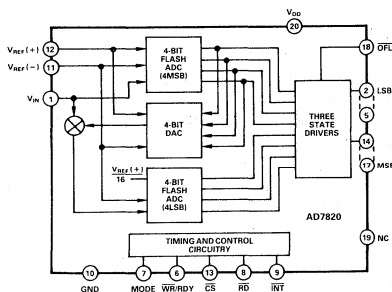 VDD
20
VREF (+)
12
VREF (–)
11
VIN
1
4-BIT
FLASH
ADC
(4MSB)
4-BIT
DAC
VREF (+)
16
4-BIT
FLASH
ADC
(4LSB)
THREE
STATE
DRIVERS
18
OFL
LSB
2
5
14
17
MSB
AD7820
19
NC
TIMING AND CONTROL
CIRCUITRY
10
7
6
13
8
9
GND
MODE
WR/RDY
CS
RD
INT